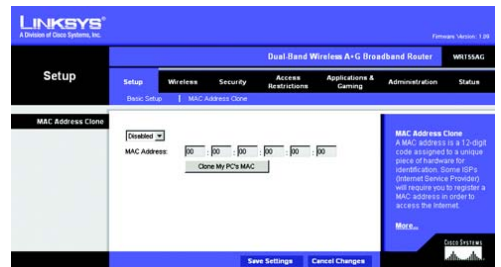 LINKSYS®
A Division of Cisco Systems, Inc.
Firmware Version: 1.09
Dual-Band Wireless A+G Broadband Router
WRT55AG
Setup
Setup
Wireless
Security
Access Restrictions
Applications & Gaming
Administration
Status
Basic Setup | MAC Address Clone
MAC Address Clone
Disabled
MAC Address: 00 : 00 : 00 : 00 : 00 : 00
Clone My PC's MAC
MAC Address Clone
A MAC address is a 12-digit
code assigned to a unique
piece of hardware for
identification. Some ISPs
(Internet Service Provider)
will require you to register a
MAC address in order to
access the Internet.
More...
Save Settings
Cancel Changes
CISCO SYSTEMS